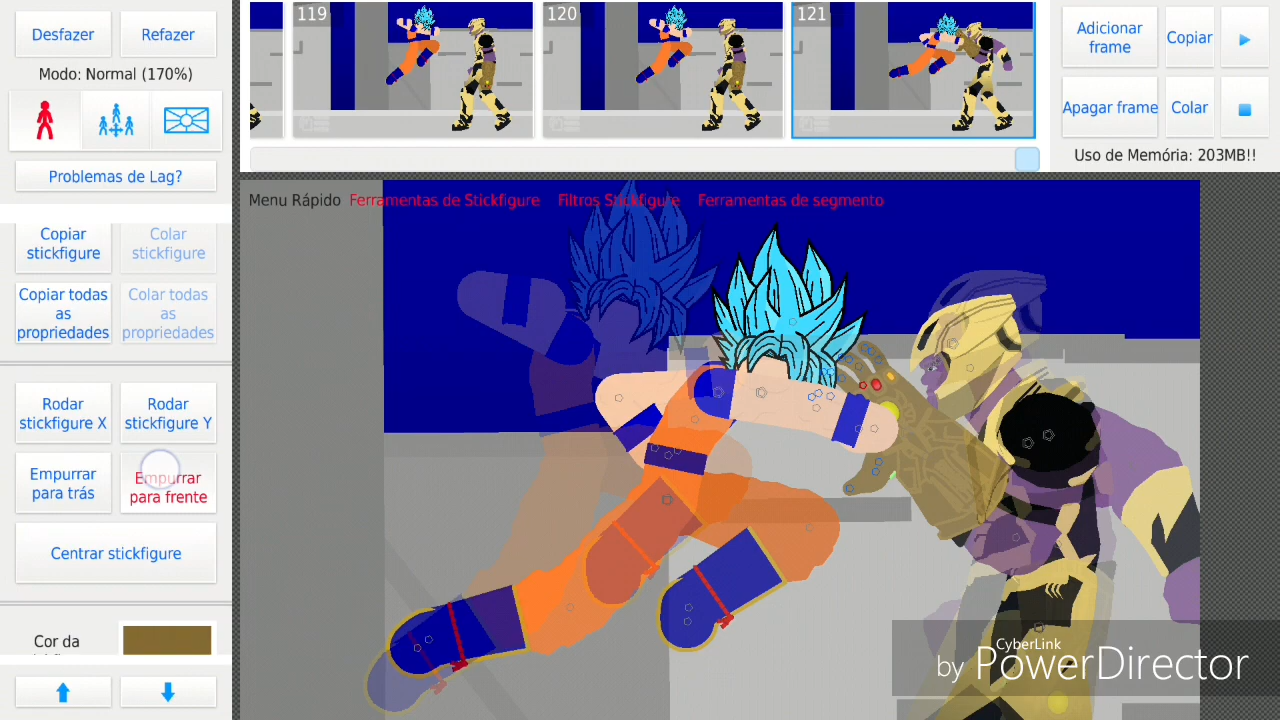 Desfazer
Refazer
Modo: Normal (170%)
Problemas de Lag?
Copiar
stickfigure
Colar
stickfigure
Copiar todas
as
propriedades
Colar todas
as
propriedades
Rodar
stickfigure X
Rodar
stickfigure Y
Empurrar
para trás
Empurrar
para frente
Centrar stickfigure
Cor da
119
120
121
Adicionar
frame
Copiar
Apagar frame
Colar
Uso de Memória: 203MB!!
Menu Rápido
Ferramentas de Stickfigure
Filtros Stickfigure
Ferramentas de segmento
by CyberLink
PowerDirector